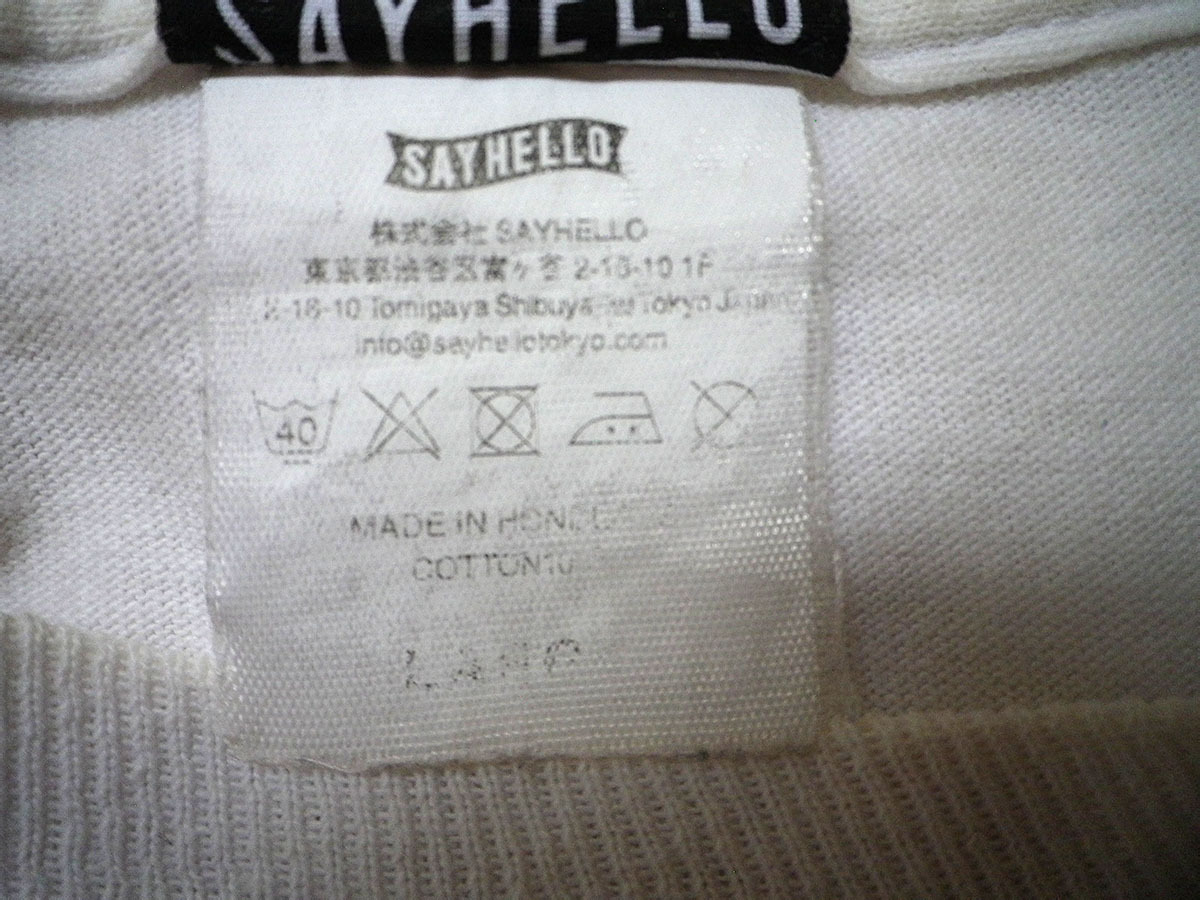 SAYHELLO
SAYHELLO
株式会社 SAYHELLO
東京都渋谷区富ヶ谷 2-18-10 1F
18-10 Tomigaya Shibuya Tokyo Japan
info@sayhellotokyo.com
40
MADE IN
COTTON